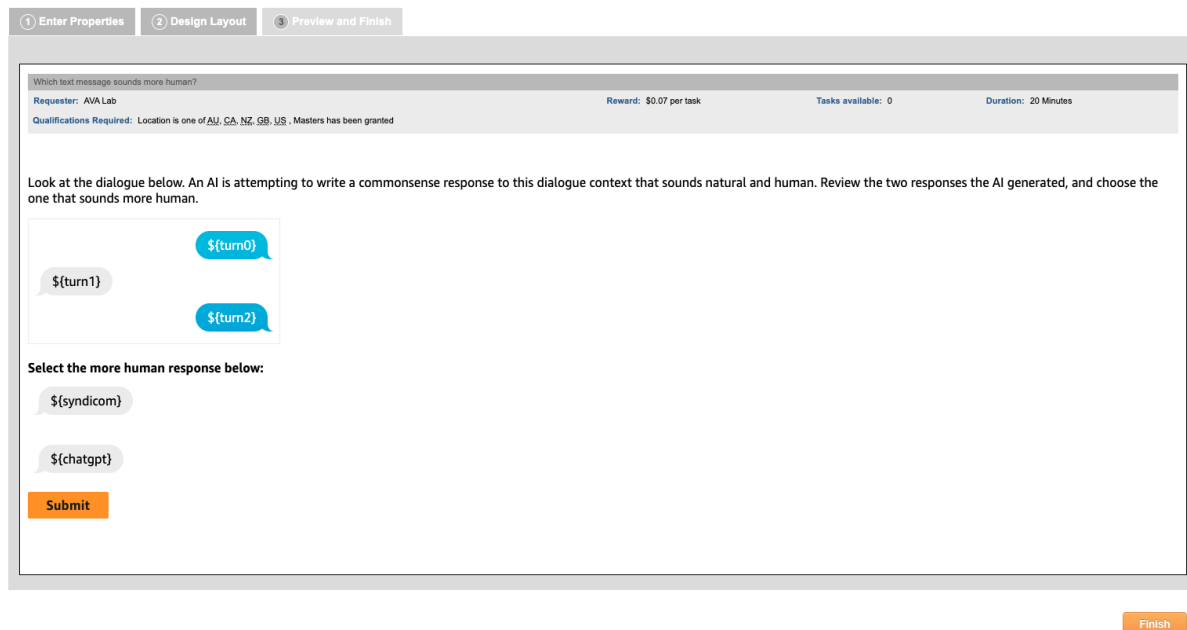 1 Enter Properties 2 Design Layout 3 Preview and Finish
Which text message sounds more human?
Requester: AVA Lab Reward: $0.07 per task Tasks available: 0 Duration: 20 Minutes
Qualifications Required: Location is one of AU, CA, NZ, GB, US , Masters has been granted
Look at the dialogue below. An AI is attempting to write a commonsense response to this dialogue context that sounds natural and human. Review the two responses the AI generated, and choose the
one that sounds more human.
${turn0}
${turn1}
${turn2}
Select the more human response below:
${syndicom}
${chatgpt}
Submit
Finish